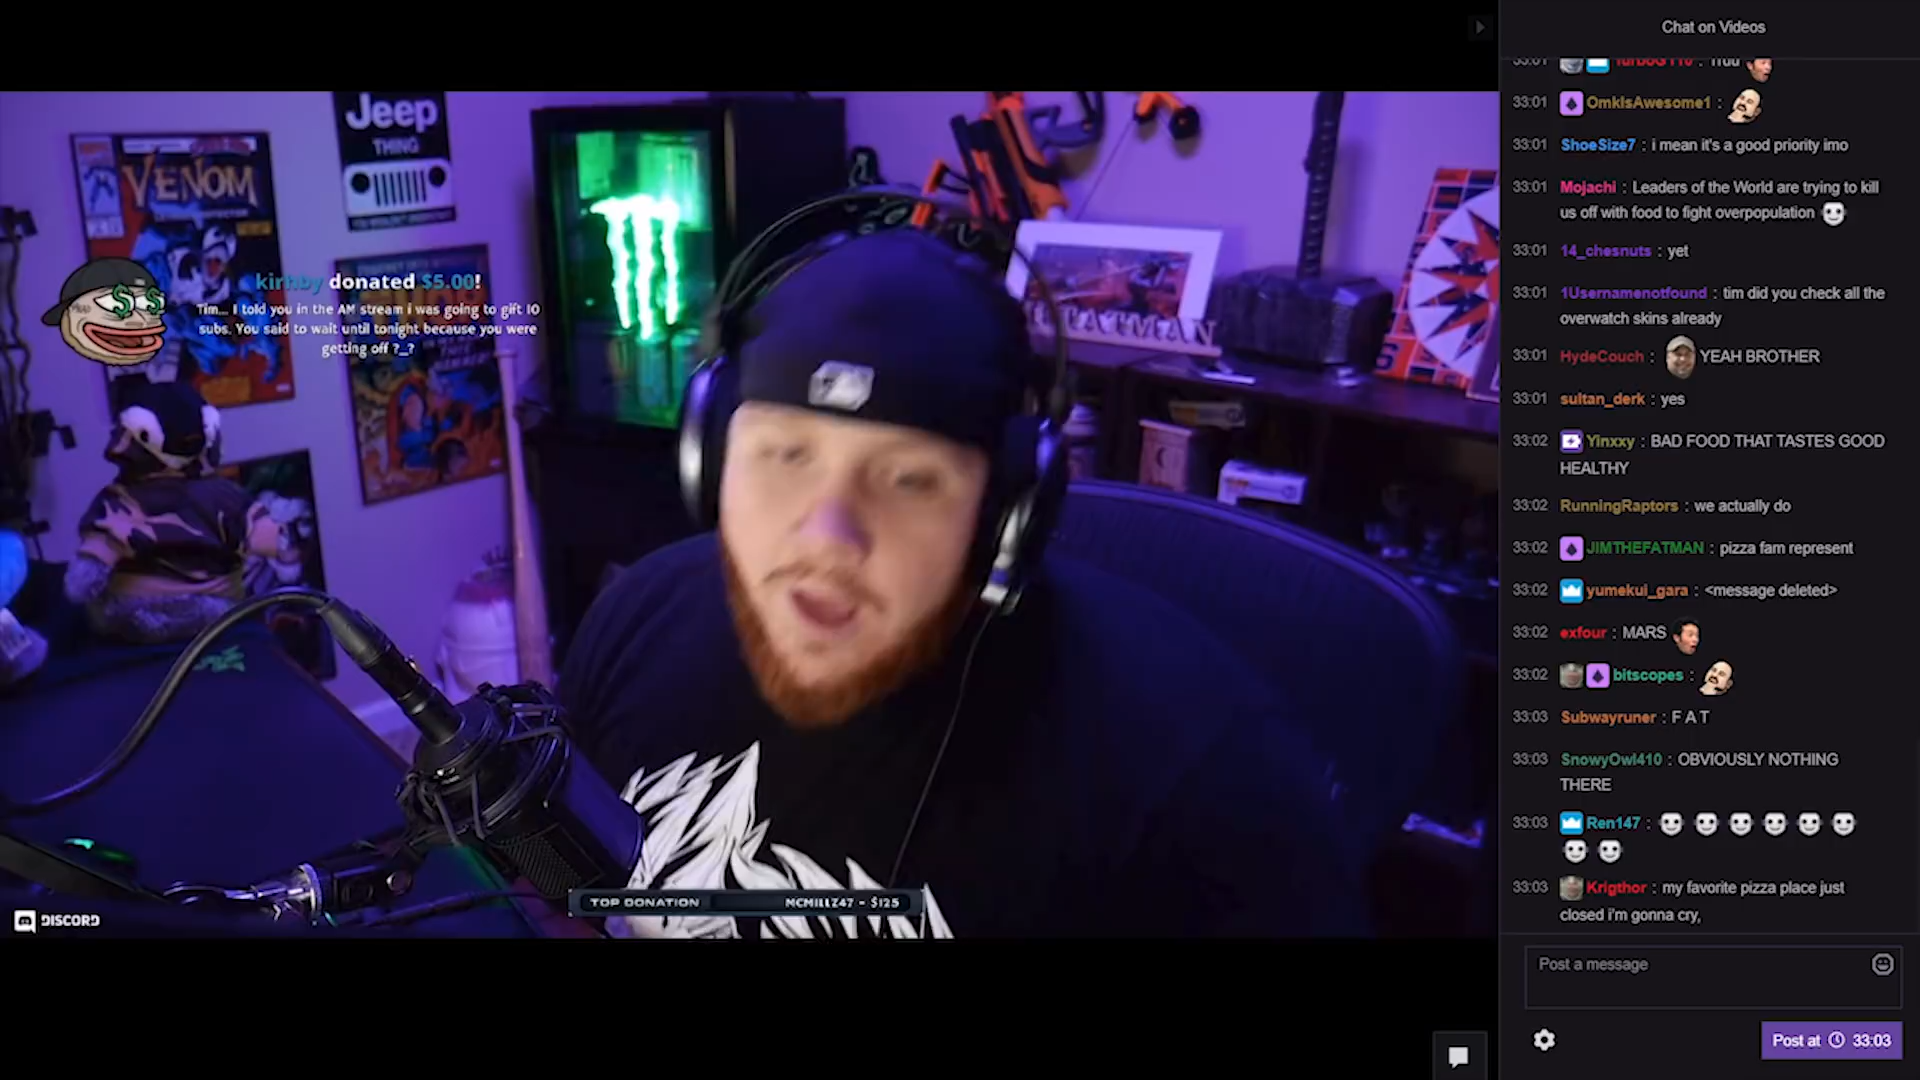 Chat on Videos
33:01 TurboGT10 : Truu
33:01 OmkIsAwesome1 :
33:01 ShoeSize7 : i mean it's a good priority imo
33:01 Mojachi : Leaders of the World are trying to kill
us off with food to fight overpopulation
33:01 14_chesnuts : yet
33:01 1Usernamenotfound : tim did you check all the
overwatch skins already
33:01 HydeCouch : YEAH BROTHER
33:01 sultan_derk : yes
33:02 Yinxxy : BAD FOOD THAT TASTES GOOD
HEALTHY
33:02 RunningRaptors : we actually do
33:02 JIMTHEFATMAN : pizza fam represent
33:02 yumekui_gara : <message deleted>
33:02 exfour : MARS
33:02 bitscopes :
33:03 Subwayruner : F A T
33:03 SnowyOwl410 : OBVIOUSLY NOTHING
THERE
33:03 Ren147 :
33:03 Krigthor : my favorite pizza place just
closed i'm gonna cry,
Post a message
Post at 33:03
Jeep
THING
VENOM
kirhby donated $5.00!
Tim... I told you in the AM stream i was going to gift 10
subs. You said to wait until tonight because you were
getting off ?_?
TOP DONATION MCMILLZ47 - $125
DISCORD